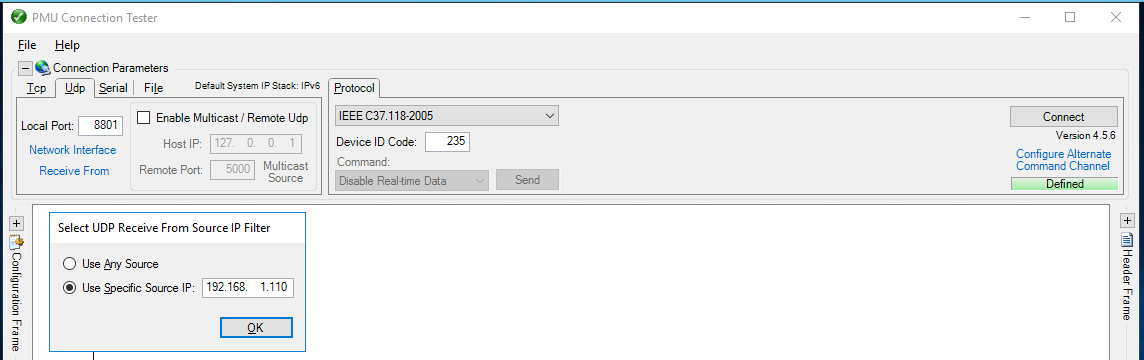 PMU Connection Tester
File Help
Connection Parameters
Tcp Udp Serial File Default System IP Stack: IPv6
Local Port: 8801
Network Interface
Receive From
Enable Multicast / Remote Udp
Host IP: 127. 0. 0. 1
Remote Port: 5000 Multicast
Source
Protocol
IEEE C37.118-2005
Device ID Code: 235
Command:
Disable Real-time Data Send
Connect
Version 4.5.6
Configure Alternate
Command Channel
Defined
Configuration Frame
Select UDP Receive From Source IP Filter
Use Any Source
Use Specific Source IP: 192.168. 1.110
OK
Header Frame